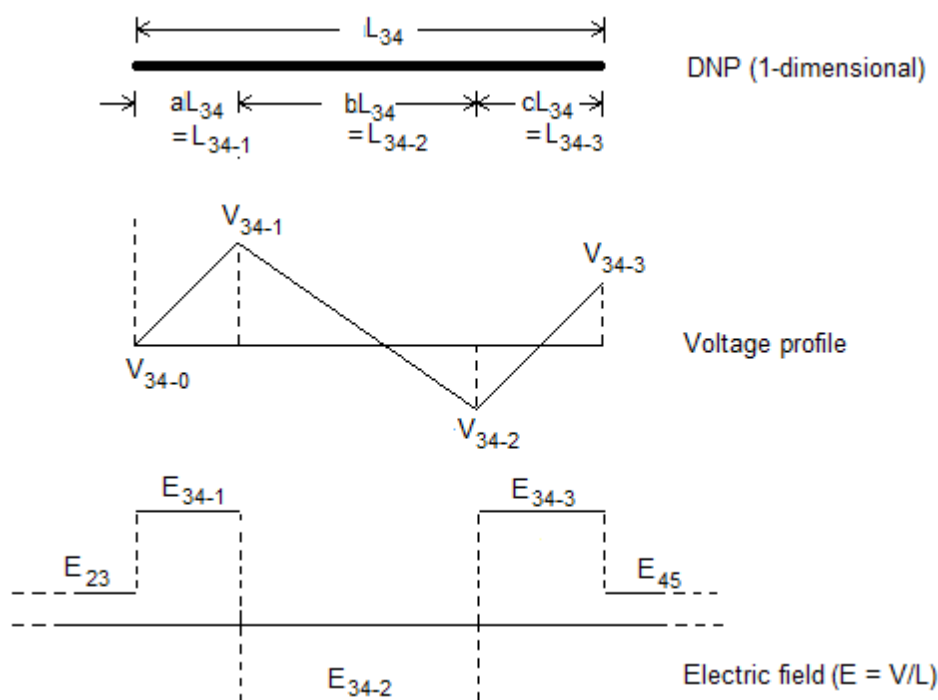 L34
DNP (1-dimensional)
aL34 bL34 cL34
=L34-1 =L34-2 =L34-3
V34-1
V34-3
Voltage profile
V34-0
V34-2
E34-1 E34-3
E23 E45
E34-2
Electric field (E = V/L)